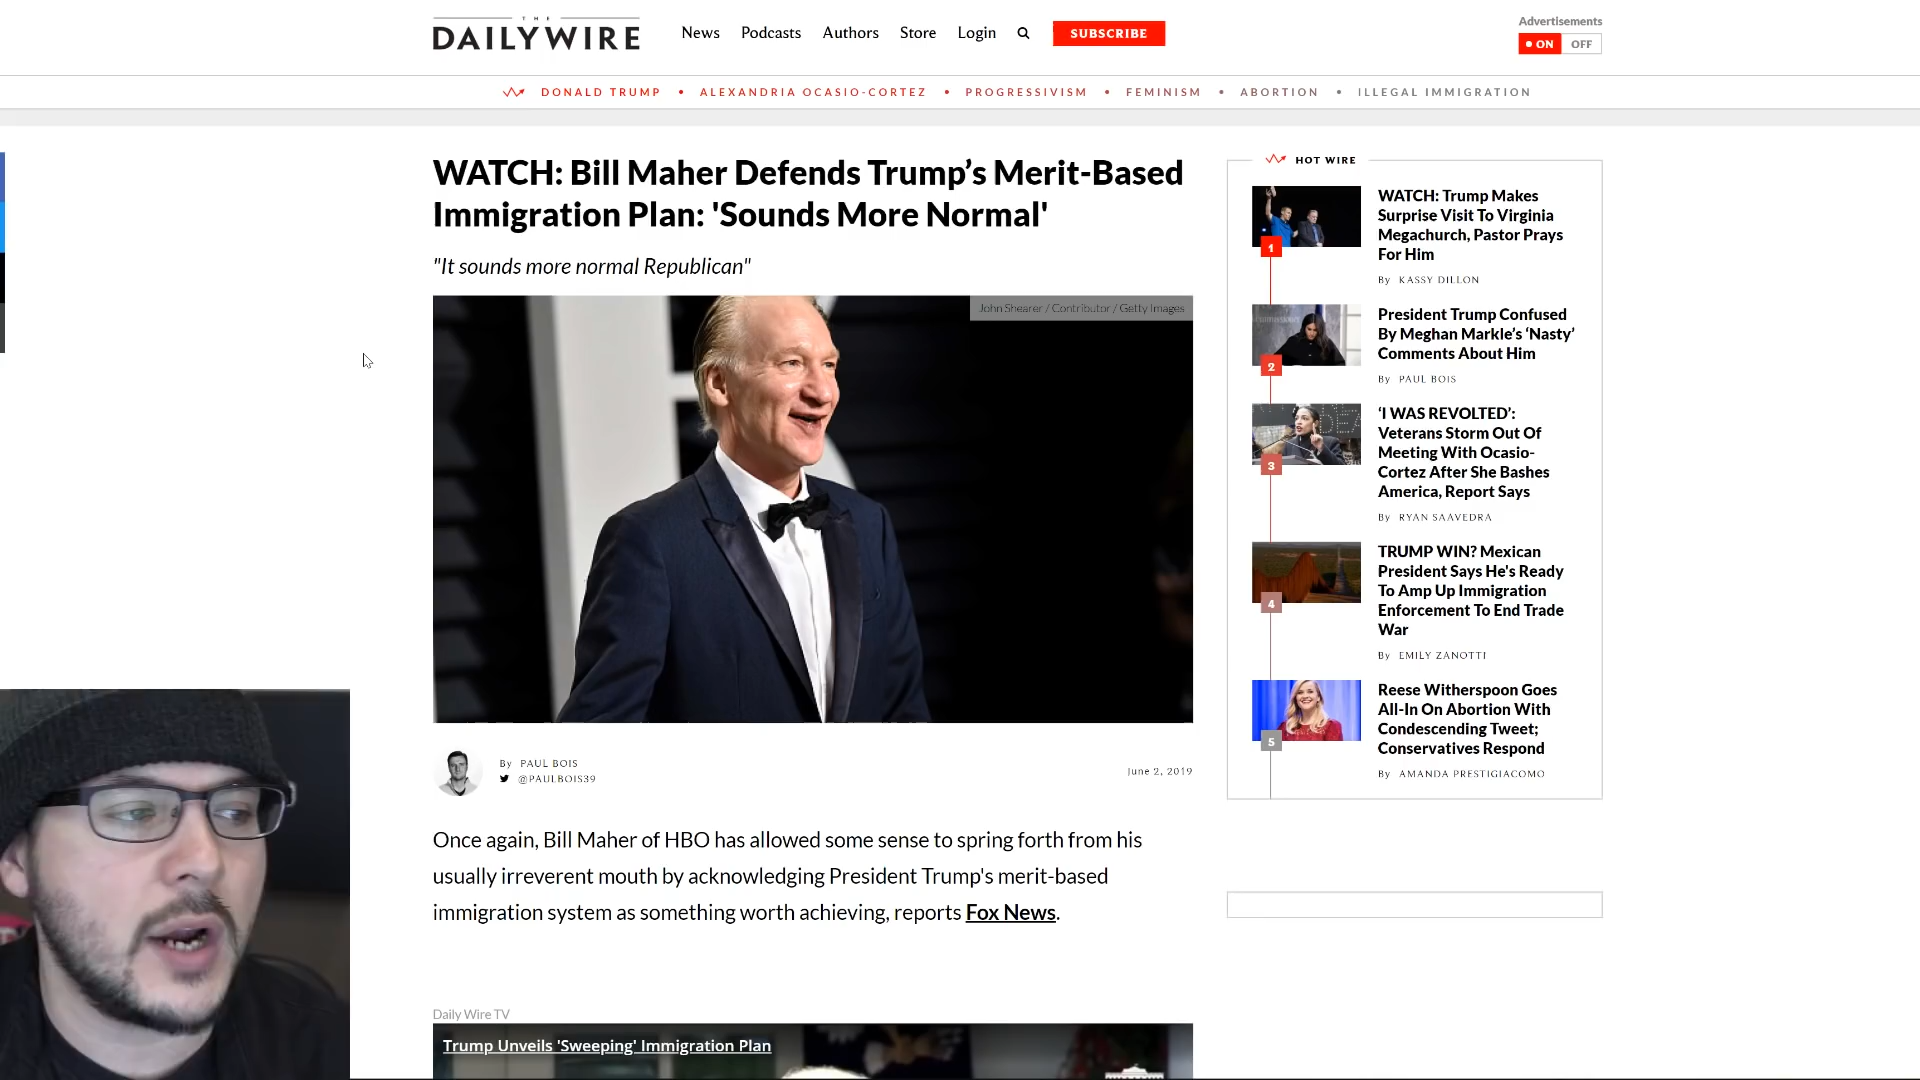 THE
DAILYWIRE
News Podcasts Authors Store Login
SUBSCRIBE
Advertisements
ON OFF
DONALD TRUMP • ALEXANDRIA OCASIO-CORTEZ • PROGRESSIVISM • FEMINISM • ABORTION • ILLEGAL IMMIGRATION
WATCH: Bill Maher Defends Trump’s Merit-Based
Immigration Plan: 'Sounds More Normal'
"It sounds more normal Republican"
John Shearer / Contributor / Getty Images
By PAUL BOIS
@PAULBOIS39
June 2, 2019
Once again, Bill Maher of HBO has allowed some sense to spring forth from his
usually irreverent mouth by acknowledging President Trump's merit-based
immigration system as something worth achieving, reports Fox News.
Daily Wire TV
Trump Unveils 'Sweeping' Immigration Plan
HOT WIRE
1
WATCH: Trump Makes
Surprise Visit To Virginia
Megachurch, Pastor Prays
For Him
By KASSY DILLON
2
President Trump Confused
By Meghan Markle’s ‘Nasty’
Comments About Him
By PAUL BOIS
3
‘I WAS REVOLTED’:
Veterans Storm Out Of
Meeting With Ocasio-
Cortez After She Bashes
America, Report Says
By RYAN SAAVEDRA
4
TRUMP WIN? Mexican
President Says He's Ready
To Amp Up Immigration
Enforcement To End Trade
War
By EMILY ZANOTTI
5
Reese Witherspoon Goes
All-In On Abortion With
Condescending Tweet;
Conservatives Respond
By AMANDA PRESTIGIACOMO